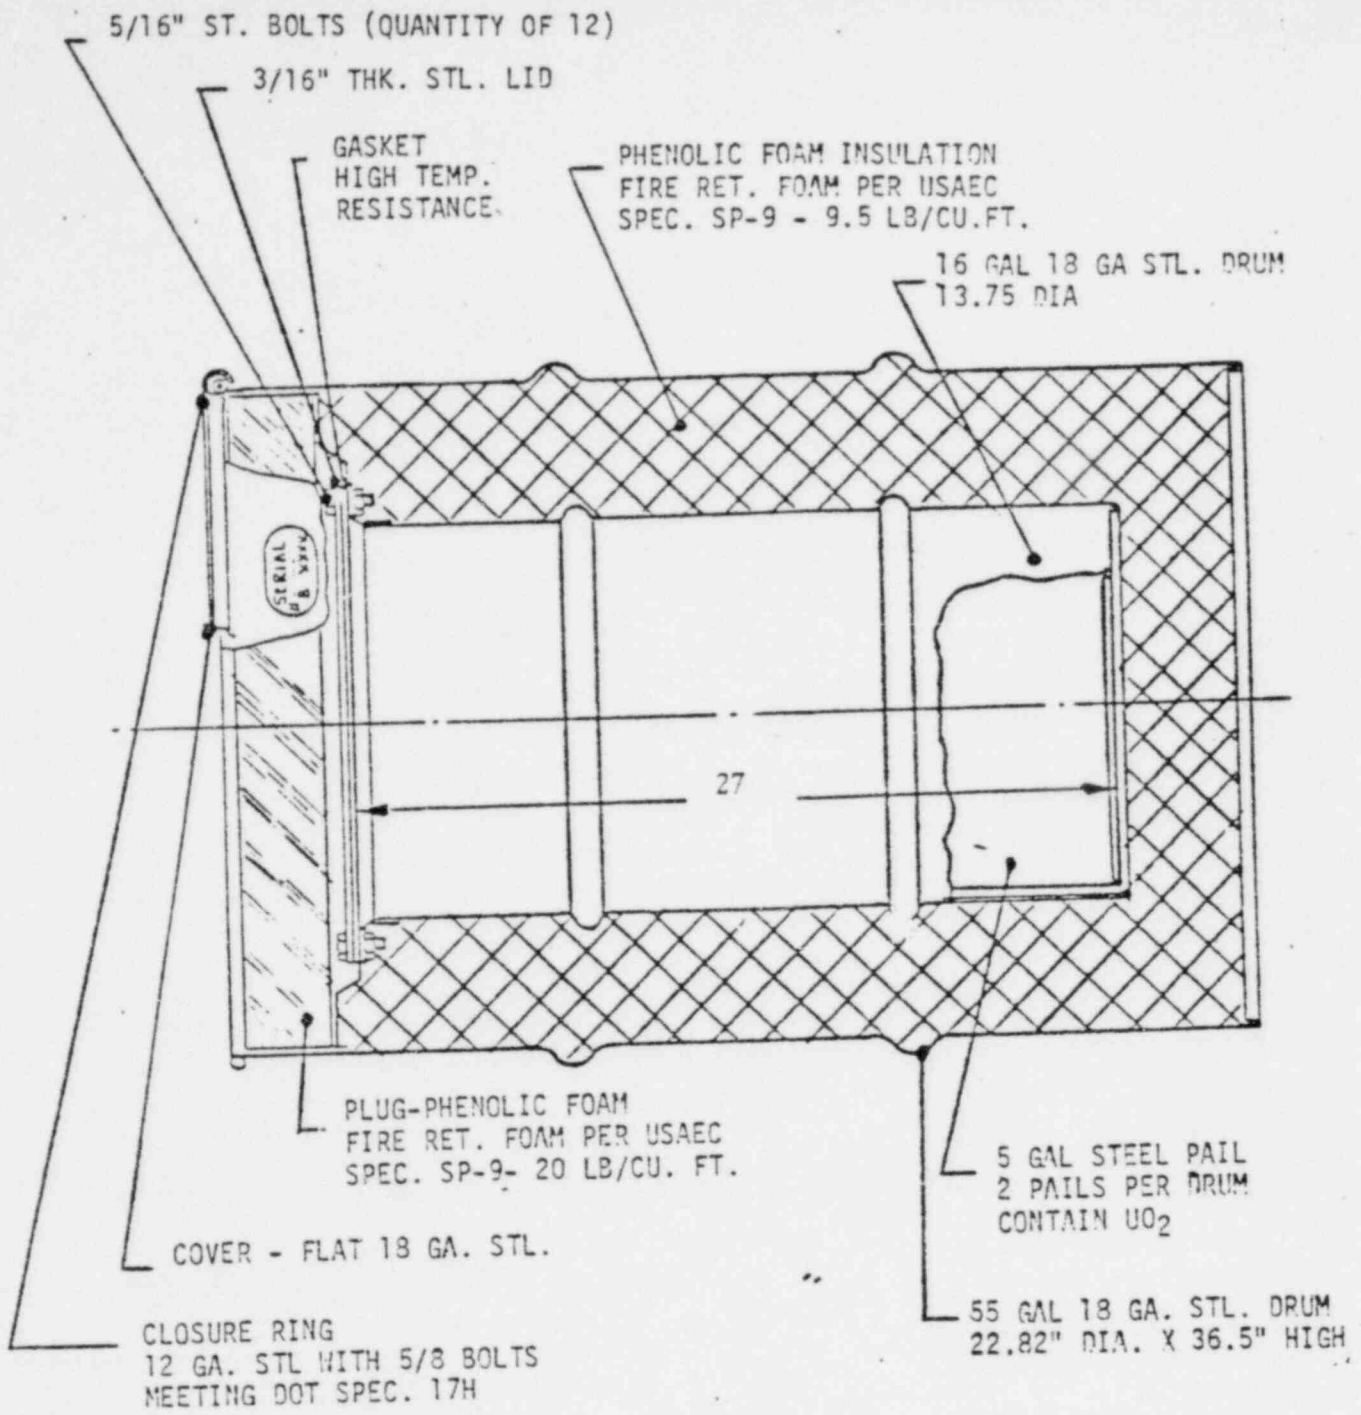 5/16" ST. BOLTS (QUANTITY OF 12)
3/16" THK. STL. LID
GASKET
HIGH TEMP.
RESISTANCE
PHENOLIC FOAM INSULATION
FIRE RET. FOAM PER USAEC
SPEC. SP-9 - 9.5 LB/CU.FT.
16 GAL 18 GA STL. DRUM
13.75 DIA
SERIAL
27
PLUG-PHENOLIC FOAM
FIRE RET. FOAM PER USAEC
SPEC. SP-9- 20 LB/CU. FT.
5 GAL STEEL PAIL
2 PAILS PER DRUM
CONTAIN UO2
COVER - FLAT 18 GA. STL.
55 GAL 18 GA. STL. DRUM
22.82" DIA. X 36.5" HIGH
CLOSURE RING
12 GA. STL WITH 5/8 BOLTS
MEETING DOT SPEC. 17H